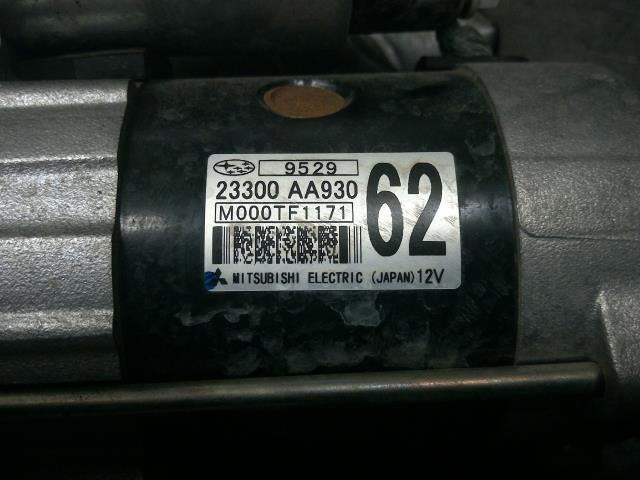 9529
23300 AA930
M000TF1171
62
MITSUBISHI ELECTRIC (JAPAN) 12V